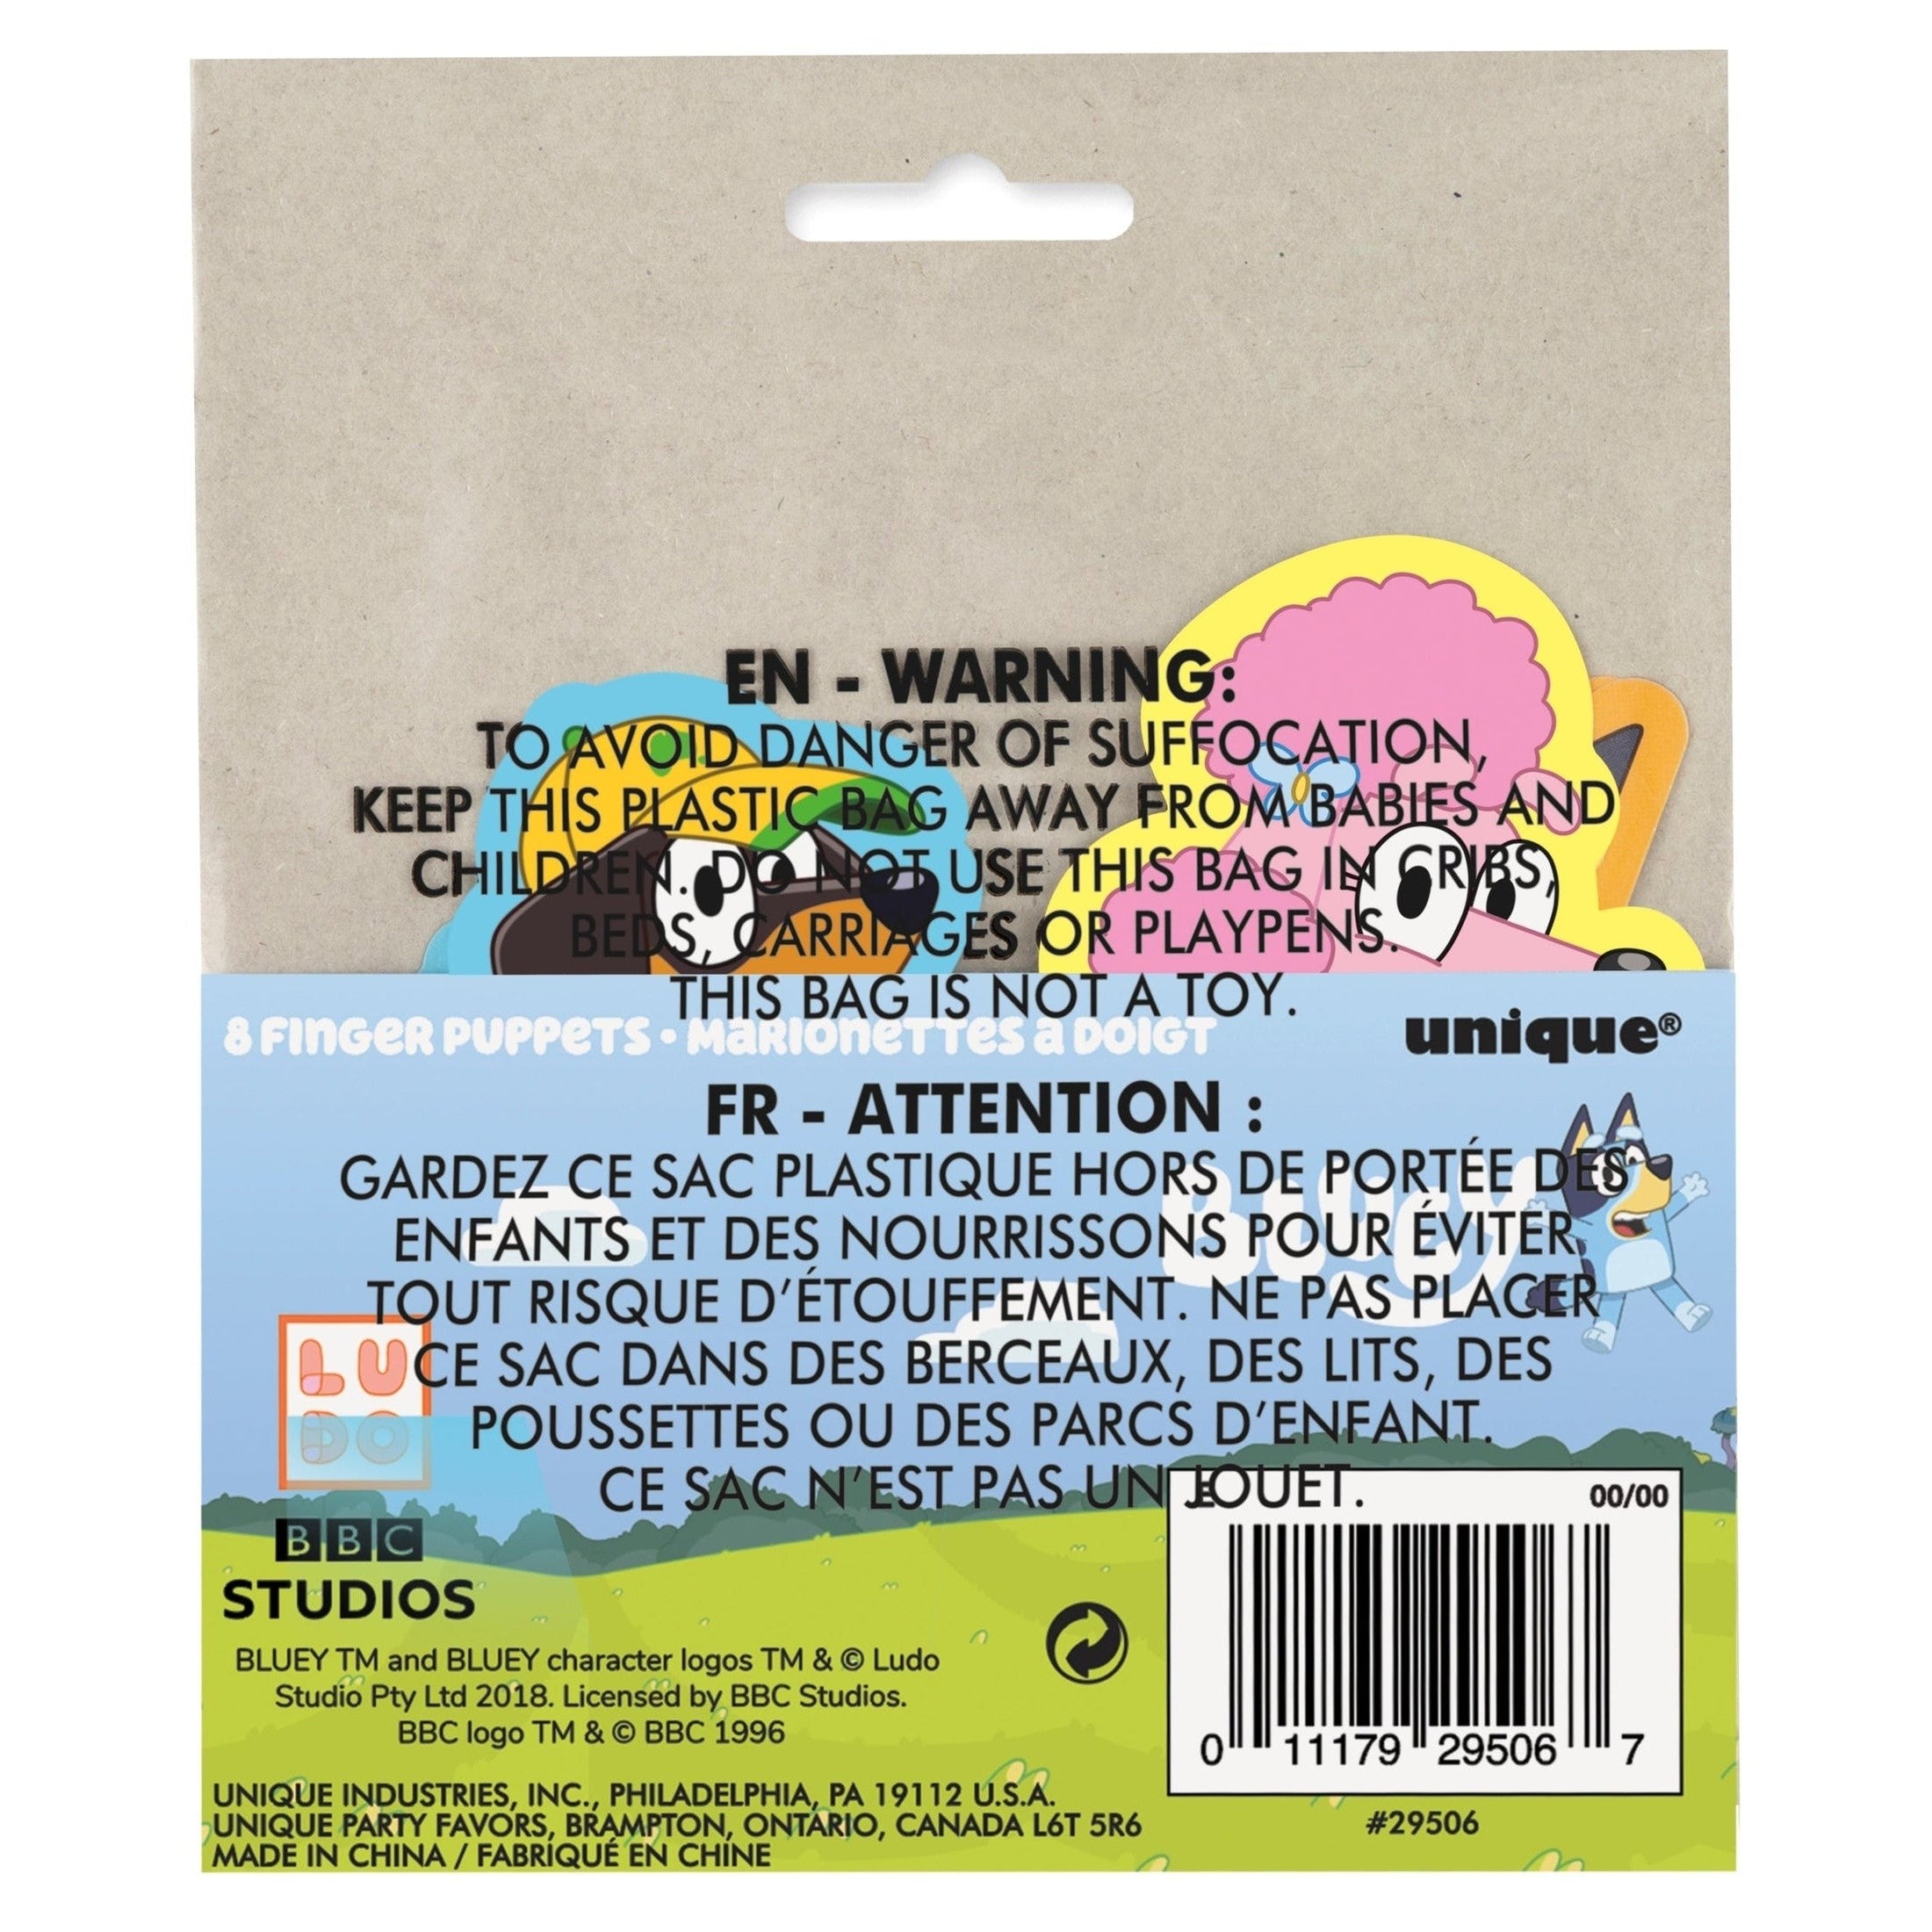 EN - WARNING:
TO AVOID DANGER OF SUFFOCATION,
KEEP THIS PLASTIC BAG AWAY FROM BABIES AND
CHILDREN. DO NOT USE THIS BAG IN CRIBS,
BEDS, CARRIAGES OR PLAYPENS.
THIS BAG IS NOT A TOY.
8 FINGER PUPPETS • MARIONETTES À DOIGT
unique®
FR - ATTENTION :
GARDEZ CE SAC PLASTIQUE HORS DE PORTÉE DES
ENFANTS ET DES NOURRISSONS POUR ÉVITER
TOUT RISQUE D'ÉTOUFFEMENT. NE PAS PLACER
CE SAC DANS DES BERCEAUX, DES LITS, DES
POUSSETTES OU DES PARCS D'ENFANT.
CE SAC N'EST PAS UN JOUET.
BLUEY
LU
DO
BBC
STUDIOS
BLUEY TM and BLUEY character logos TM & © Ludo
Studio Pty Ltd 2018. Licensed by BBC Studios.
BBC logo TM & © BBC 1996
UNIQUE INDUSTRIES, INC., PHILADELPHIA, PA 19112 U.S.A.
UNIQUE PARTY FAVORS, BRAMPTON, ONTARIO, CANADA L6T 5R6
MADE IN CHINA / FABRIQUÉ EN CHINE
E
00/00
0 11179 29506 7
#29506